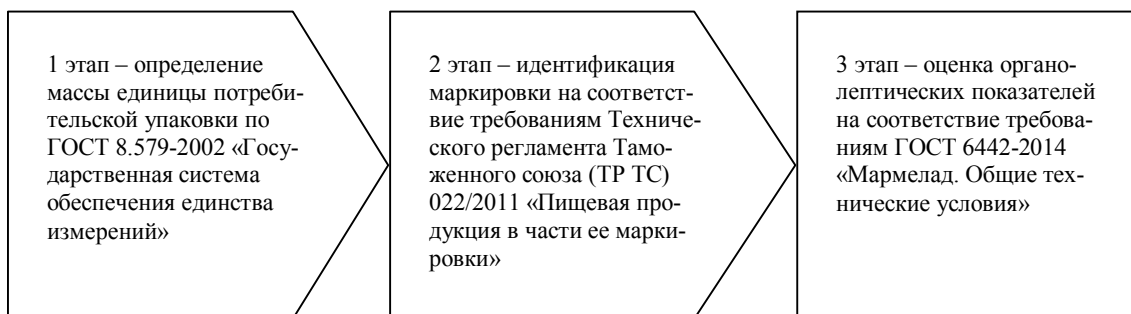 1 этап – определение
массы единицы потреби-
тельской упаковки по
ГОСТ 8.579-2002 «Госу-
дарственная система
обеспечения единства
измерений»
2 этап – идентификация
маркировки на соответст-
вие требованиям Техниче-
ского регламента Тамо-
женного союза (ТР ТС)
022/2011 «Пищевая про-
дукция в части ее марки-
ровки»
3 этап – оценка органо-
лептических показателей
на соответствие требова-
ниям ГОСТ 6442-2014
«Мармелад. Общие тех-
нические условия»